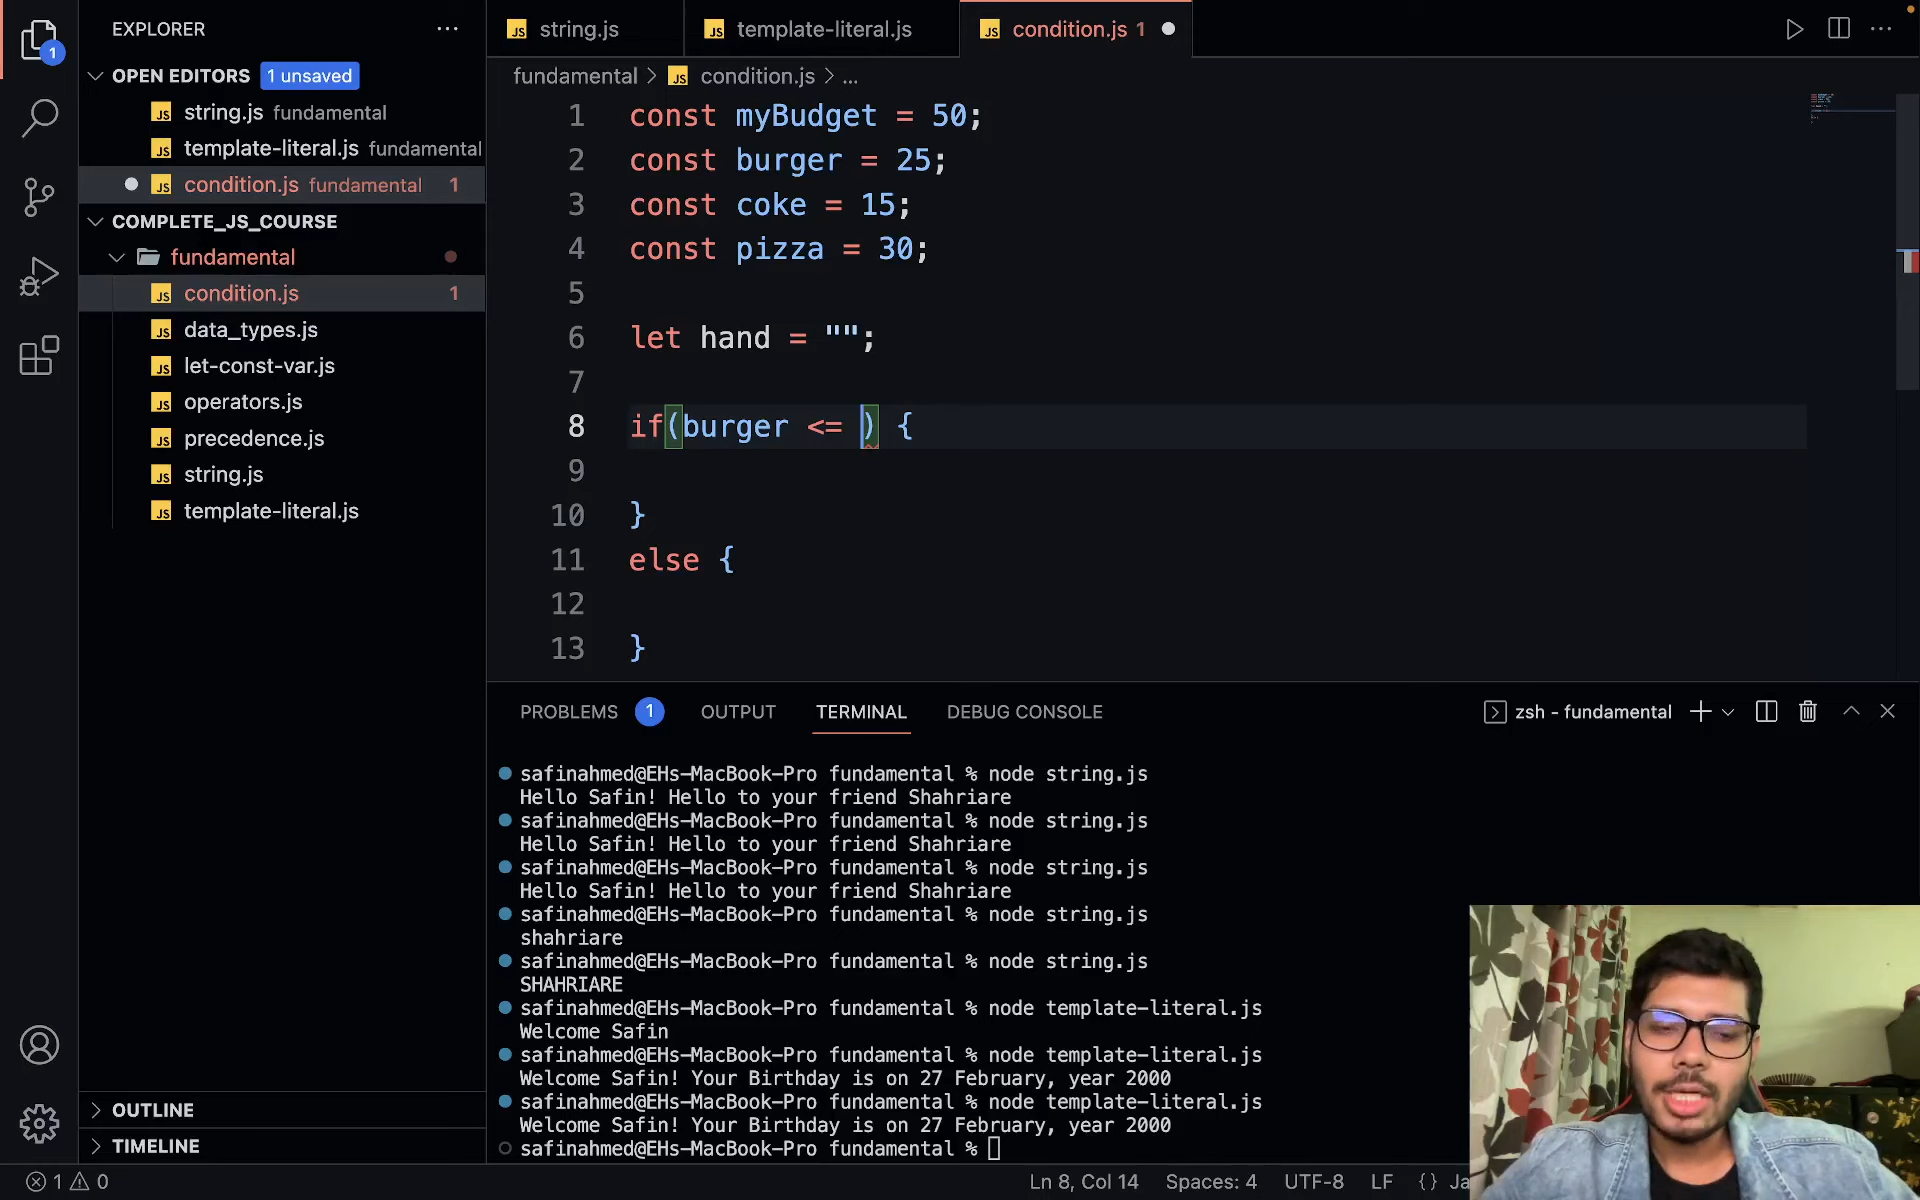 EXPLORER
OPEN EDITORS 1 unsaved
string.js fundamental
template-literal.js fundamental
condition.js fundamental 1
COMPLETE_JS_COURSE
fundamental
condition.js 1
data_types.js
let-const-var.js
operators.js
precedence.js
string.js
template-literal.js
OUTLINE
TIMELINE
1
string.js
template-literal.js
condition.js 1
fundamental > condition.js > ...
1 const myBudget = 50;
2 const burger = 25;
3 const coke = 15;
4 const pizza = 30;
5
6 let hand = "";
7
8 if(burger <= ) {
9
10 }
11 else {
12
13 }
PROBLEMS 1 OUTPUT TERMINAL DEBUG CONSOLE
zsh - fundamental
safinahmed@EHs-MacBook-Pro fundamental % node string.js
Hello Safin! Hello to your friend Shahriare
safinahmed@EHs-MacBook-Pro fundamental % node string.js
Hello Safin! Hello to your friend Shahriare
safinahmed@EHs-MacBook-Pro fundamental % node string.js
Hello Safin! Hello to your friend Shahriare
safinahmed@EHs-MacBook-Pro fundamental % node string.js
shahriare
safinahmed@EHs-MacBook-Pro fundamental % node string.js
SHAHRIARE
safinahmed@EHs-MacBook-Pro fundamental % node template-literal.js
Welcome Safin
safinahmed@EHs-MacBook-Pro fundamental % node template-literal.js
Welcome Safin! Your Birthday is on 27 February, year 2000
safinahmed@EHs-MacBook-Pro fundamental % node template-literal.js
Welcome Safin! Your Birthday is on 27 February, year 2000
safinahmed@EHs-MacBook-Pro fundamental %
1 0
Ln 8, Col 14 Spaces: 4 UTF-8 LF {} Ja